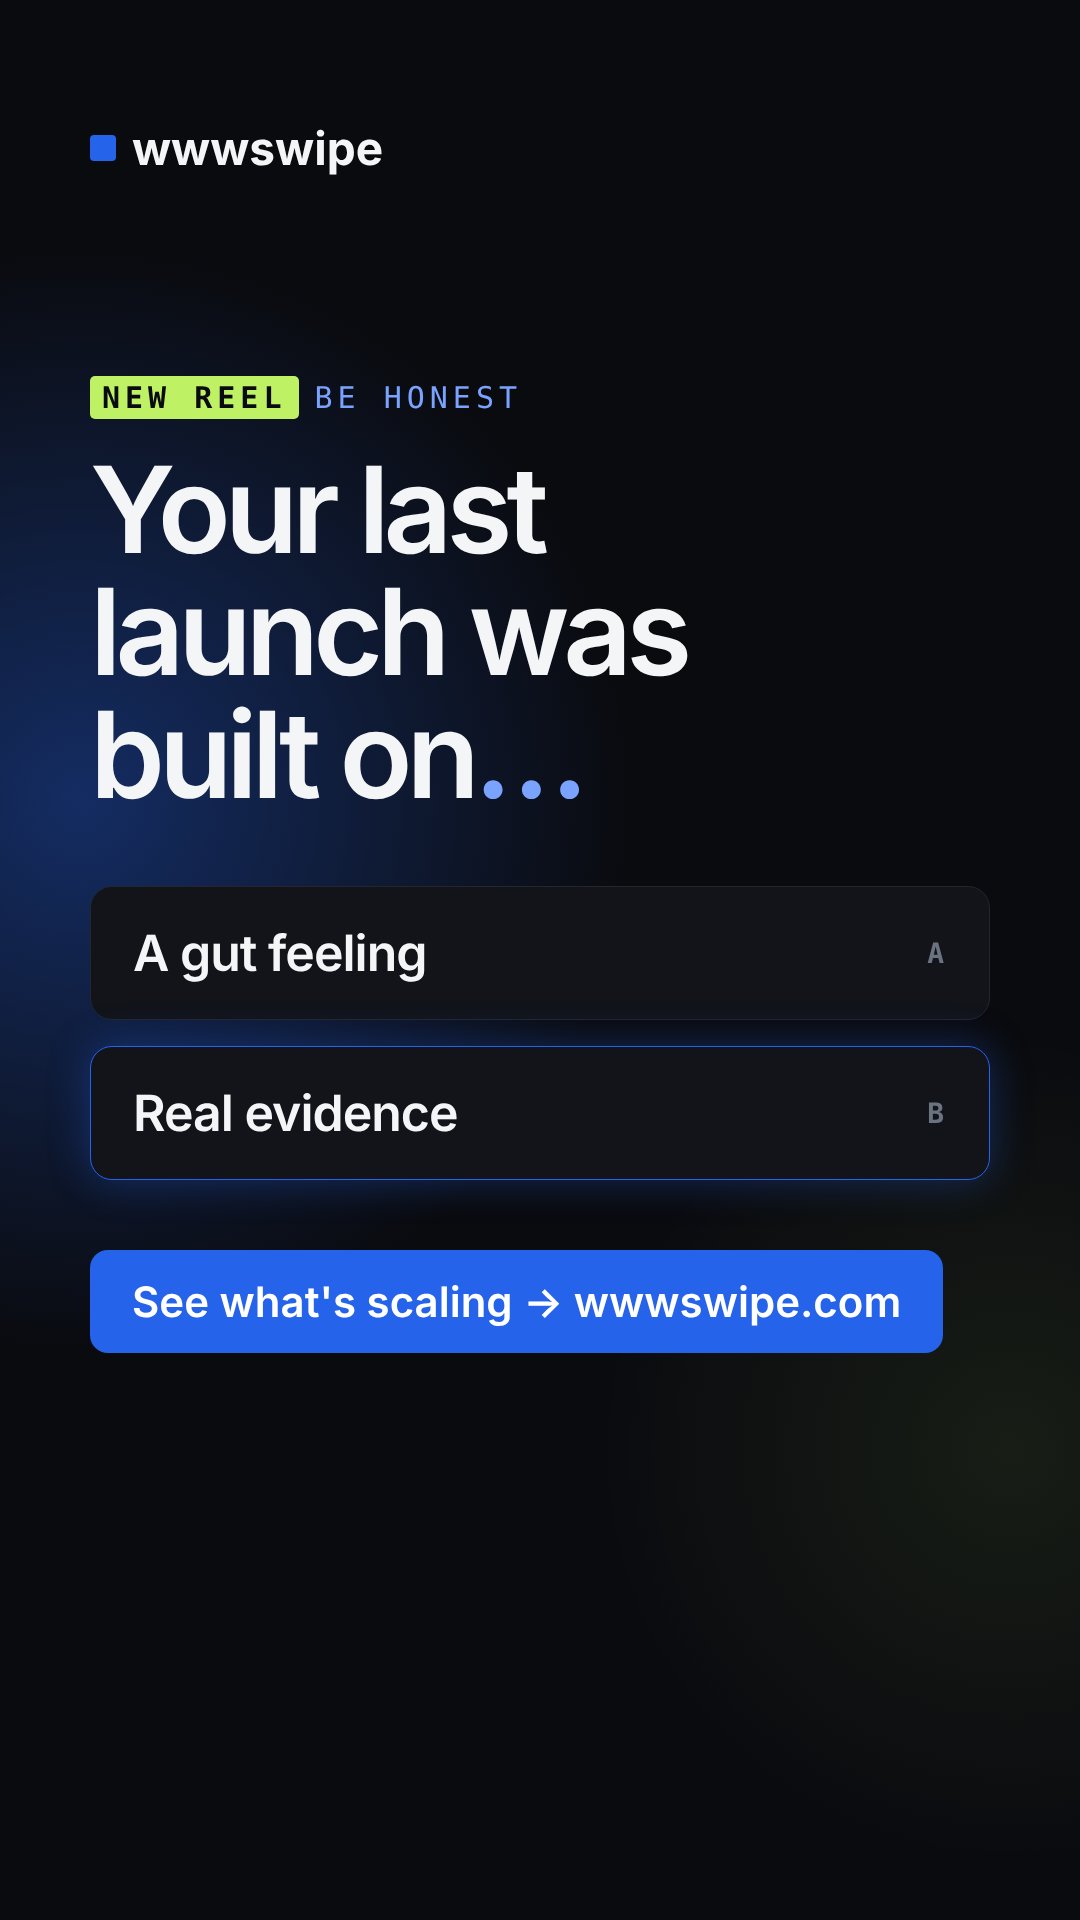 wwwswipe
NEW REEL BE HONEST
Your last
launch was
built on...
A gut feeling A
Real evidence B
See what's scaling → wwwswipe.com